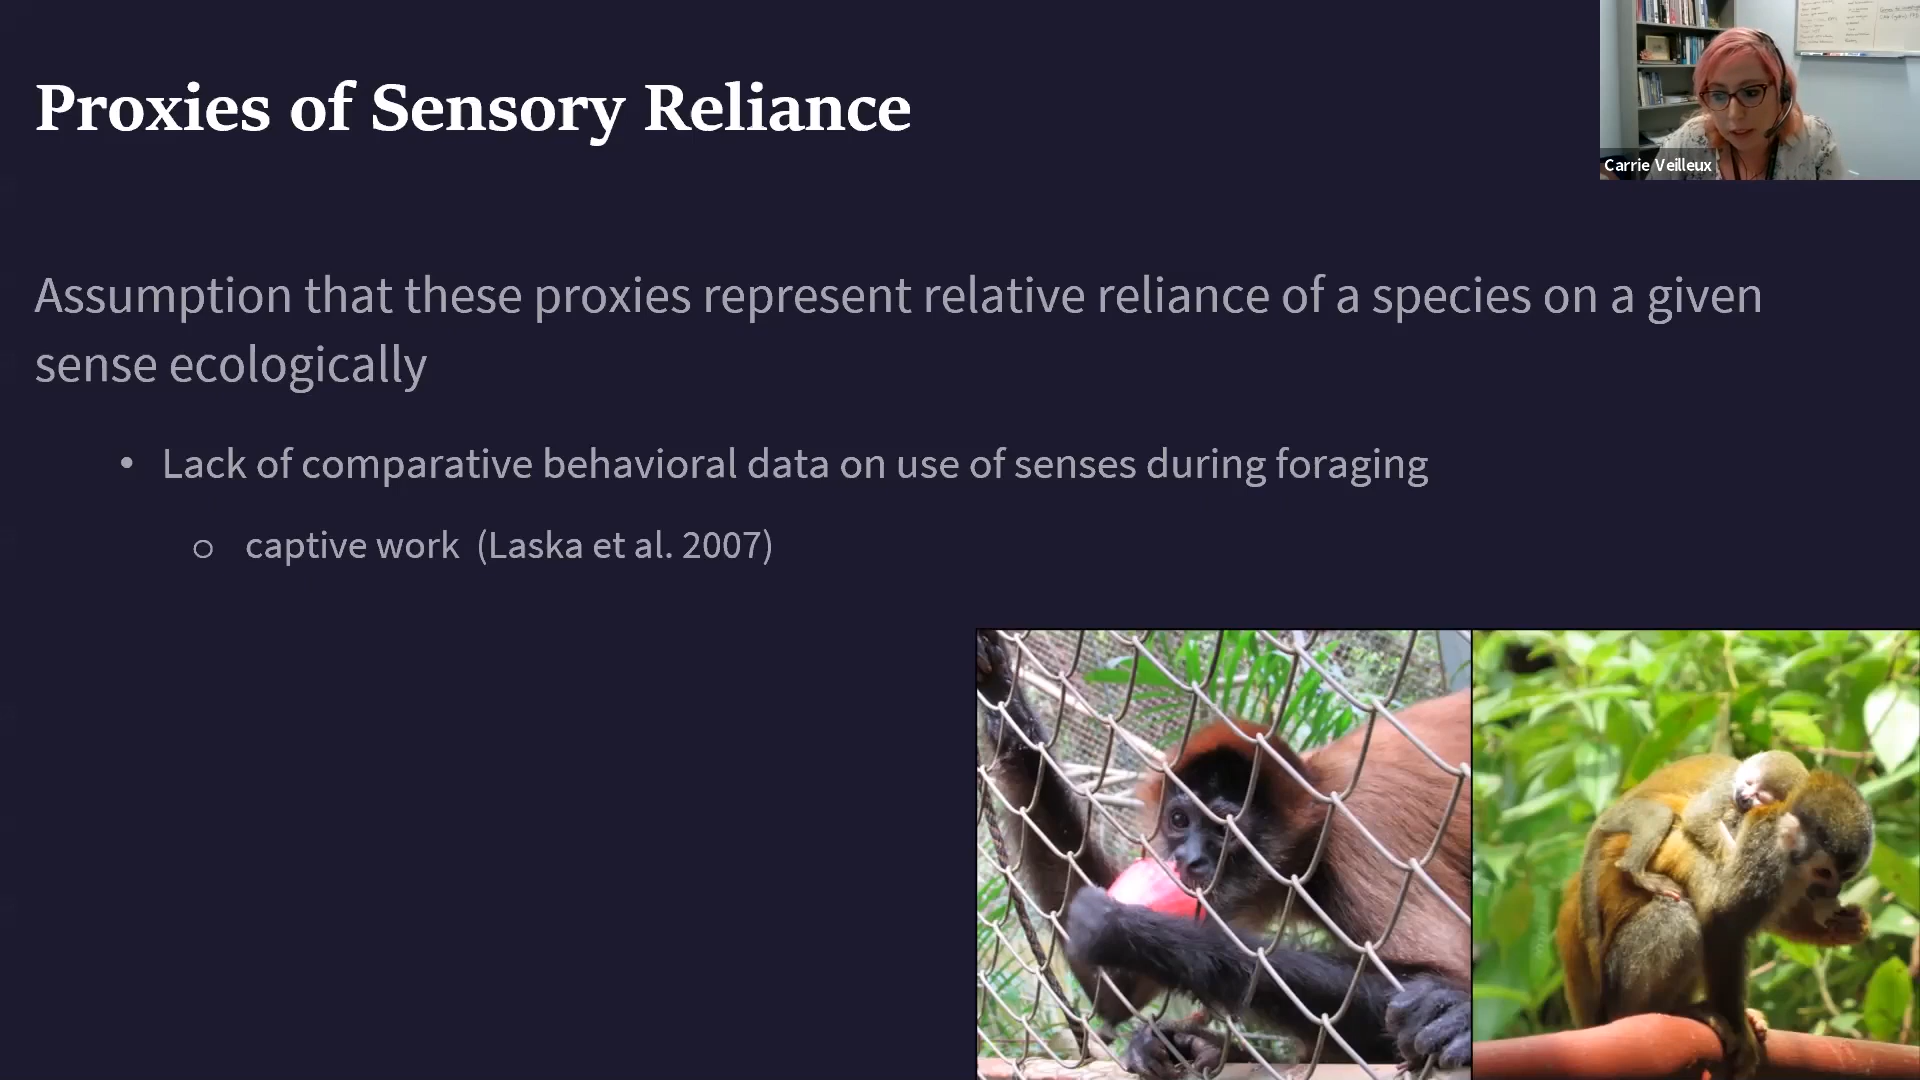 Proxies of Sensory Reliance
Carrie Veilleux
Assumption that these proxies represent relative reliance of a species on a given
sense ecologically
• Lack of comparative behavioral data on use of senses during foraging
o captive work (Laska et al. 2007)